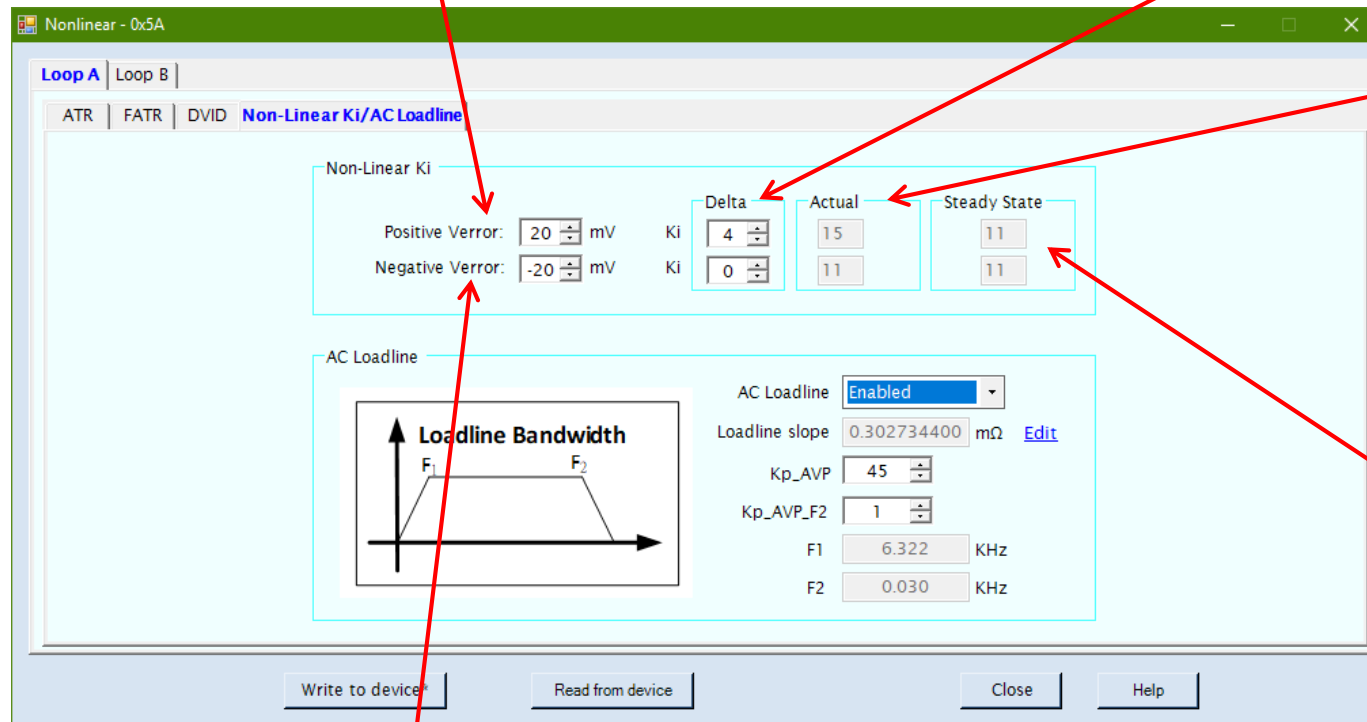 Nonlinear - 0x5A
Loop A Loop B
ATR FATR DVID Non-Linear Ki/AC Loadline
Non-Linear Ki
Delta Actual Steady State
Positive Verror: 20 mV Ki 4 15 11
Negative Verror: -20 mV Ki 0 11 11
AC Loadline
AC Loadline Enabled
Loadline Bandwidth
Loadline slope 0.302734400 mΩ Edit
F1 F2
Kp_AVP 45
Kp_AVP_F2 1
F1 6.322 KHz
F2 0.030 KHz
Write to device* Read from device Close Help